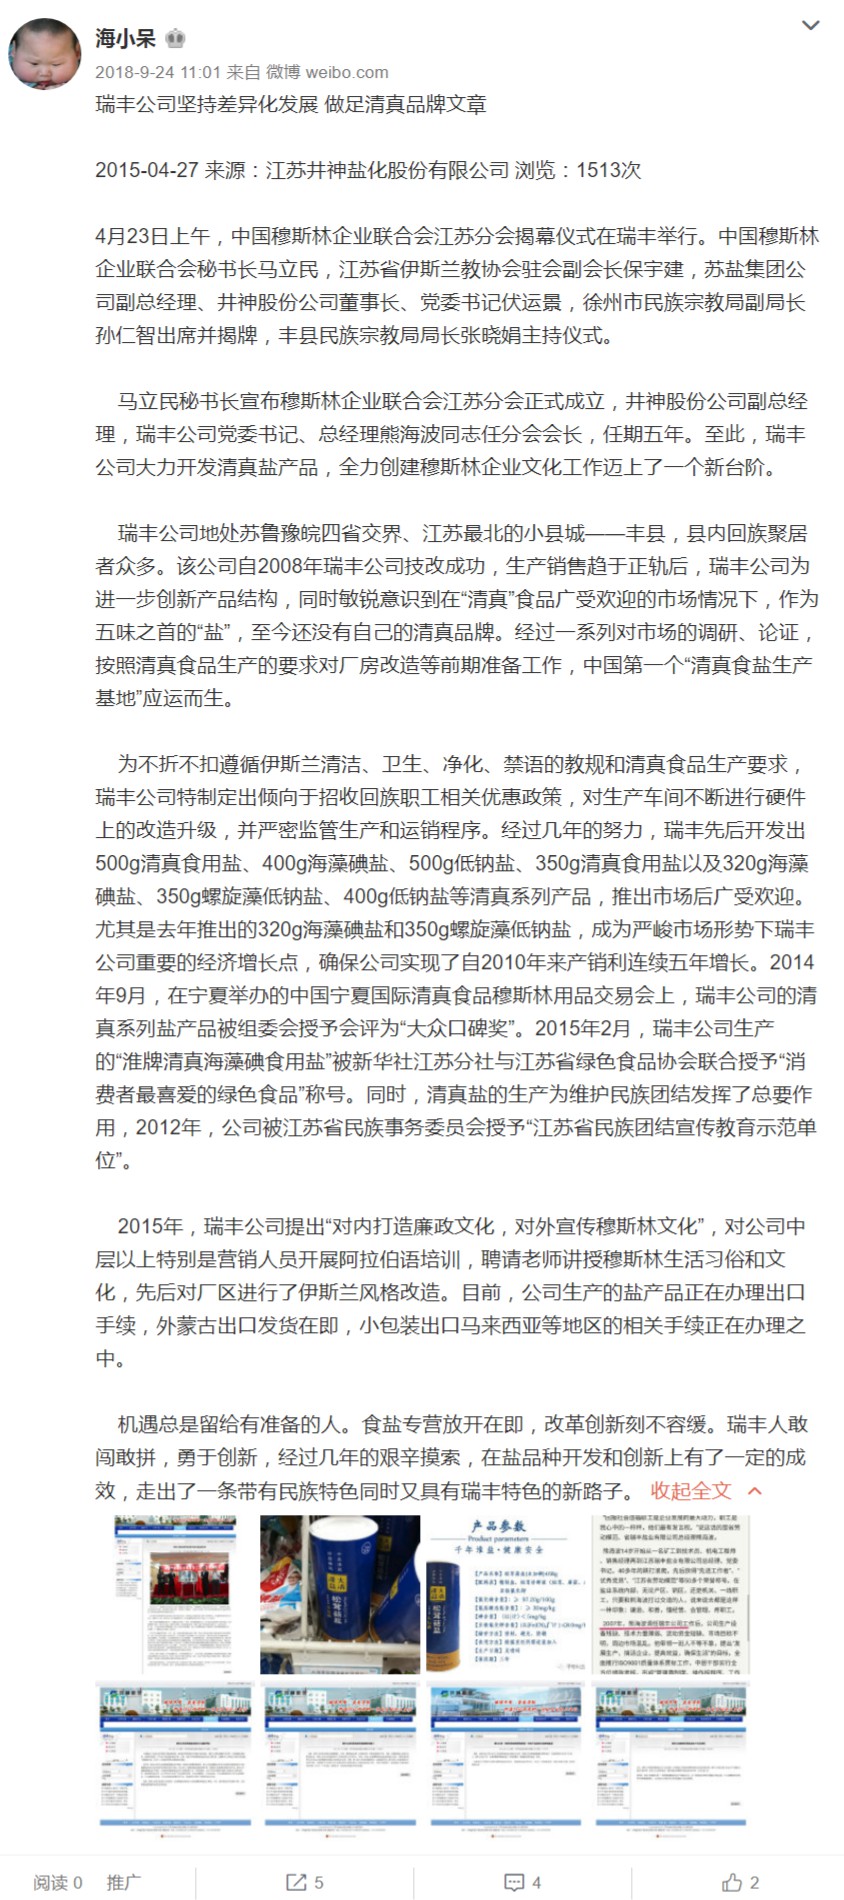 海小呆
2018-9-24 11:01 来自 微博 weibo.com
瑞丰公司坚持差异化发展 做足清真品牌文章
2015-04-27 来源：江苏井神盐化股份有限公司 浏览：1513次
4月23日上午，中国穆斯林企业联合会江苏分会揭幕仪式在瑞丰举行。中国穆斯林
企业联合会秘书长马立民，江苏省伊斯兰教协会驻会副会长保宇建，苏盐集团公
司副总经理、井神股份公司董事长、党委书记伏运景，徐州市民族宗教局副局长
孙仁智出席并揭牌，丰县民族宗教局局长张晓娟主持仪式。
马立民秘书长宣布穆斯林企业联合会江苏分会正式成立，井神股份公司副总经
理，瑞丰公司党委书记、总经理熊海波同志任分会会长，任期五年。至此，瑞丰
公司大力开发清真盐产品，全力创建穆斯林企业文化工作迈上了一个新台阶。
瑞丰公司地处苏鲁豫皖四省交界、江苏最北的小县城——丰县，县内回族聚居
者众多。该公司自2008年瑞丰公司技改成功，生产销售趋于正轨后，瑞丰公司为
进一步创新产品结构，同时敏锐意识到在“清真”食品广受欢迎的市场情况下，作为
五味之首的“盐”，至今还没有自己的清真品牌。经过一系列对市场的调研、论证，
按照清真食品生产的要求对厂房改造等前期准备工作，中国第一个“清真食盐生产
基地”应运而生。
为不折不扣遵循伊斯兰清洁、卫生、净化、禁语的教规和清真食品生产要求，
瑞丰公司特制定出倾向于招收回族职工相关优惠政策，对生产车间不断进行硬件
上的改造升级，并严密监管生产和运销程序。经过几年的努力，瑞丰先后开发出
500g清真食用盐、400g海藻碘盐、500g低钠盐、350g清真食用盐以及320g海藻
碘盐、350g螺旋藻低钠盐、400g低钠盐等清真系列产品，推出市场后广受欢迎。
尤其是去年推出的320g海藻碘盐和350g螺旋藻低钠盐，成为严峻市场形势下瑞丰
公司重要的经济增长点，确保公司实现了自2010年来产销利连续五年增长。2014
年9月，在宁夏举办的中国宁夏国际清真食品穆斯林用品交易会上，瑞丰公司的清
真系列盐产品被组委会授予会评为“大众口碑奖”。2015年2月，瑞丰公司生产
的“淮牌清真海藻碘食用盐”被新华社江苏分社与江苏省绿色食品协会联合授予“消
费者最喜爱的绿色食品”称号。同时，清真盐的生产为维护民族团结发挥了总要作
用，2012年，公司被江苏省民族事务委员会授予“江苏省民族团结宣传教育示范单
位”。
2015年，瑞丰公司提出“对内打造廉政文化，对外宣传穆斯林文化”，对公司中
层以上特别是营销人员开展阿拉伯语培训，聘请老师讲授穆斯林生活习俗和文
化，先后对厂区进行了伊斯兰风格改造。目前，公司生产的盐产品正在办理出口
手续，外蒙古出口发货在即，小包装出口马来西亚等地区的相关手续正在办理之
中。
机遇总是留给有准备的人。食盐专营放开在即，改革创新刻不容缓。瑞丰人敢
闯敢拼，勇于创新，经过几年的艰辛摸索，在盐品种开发和创新上有了一定的成
效，走出了一条带有民族特色同时又具有瑞丰特色的新路子。 收起全文
产品参数
Product parameters
千年淮盐·健康安全
阅读 0 推广 5 4 2